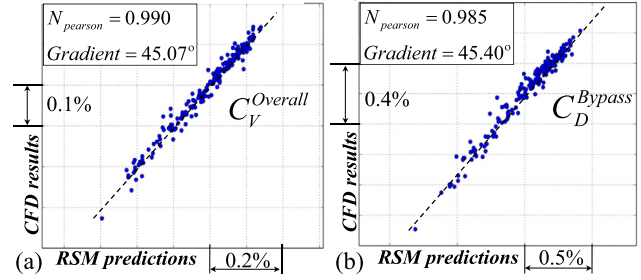 N_pearson = 0.990
Gradient = 45.07°
0.1%
C_V^Overall
CFD results
(a) RSM predictions
0.2%
N_pearson = 0.985
Gradient = 45.40°
0.4%
C_D^Bypass
CFD results
(b) RSM predictions
0.5%